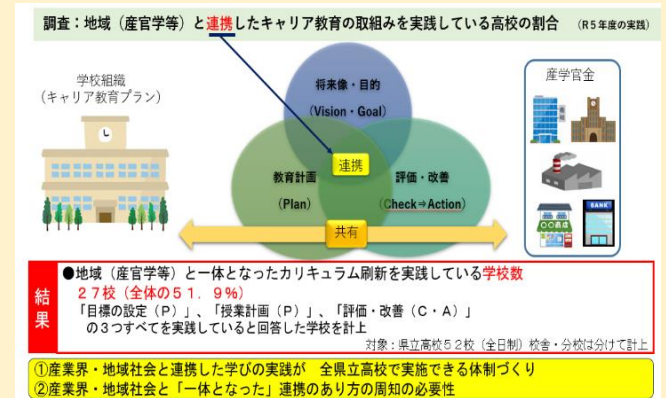 調査：地域（産官学等）と連携したキャリア教育の取組みを実践している高校の割合 （R５年度の実践）
学校組織
（キャリア教育プラン）
将来像・目的
（Vision・Goal）
産学官金
連携
教育計画
（Plan）
評価・改善
（Check⇒Action）
共有
BANK
○○商店
結果
●地域（産官学等）と一体となったカリキュラム刷新を実践している学校数
２７校（全体の５１．９％）
「目標の設定（Ｐ）」、「授業計画（Ｐ）」、「評価・改善（Ｃ・Ａ）」
の３つすべてを実践していると回答した学校を計上
対象：県立高校５２校（全日制）校舎・分校は分けて計上
①産業界・地域社会と連携した学びの実践が　全県立高校で実施できる体制づくり
②産業界・地域社会と「一体となった」連携のあり方の周知の必要性